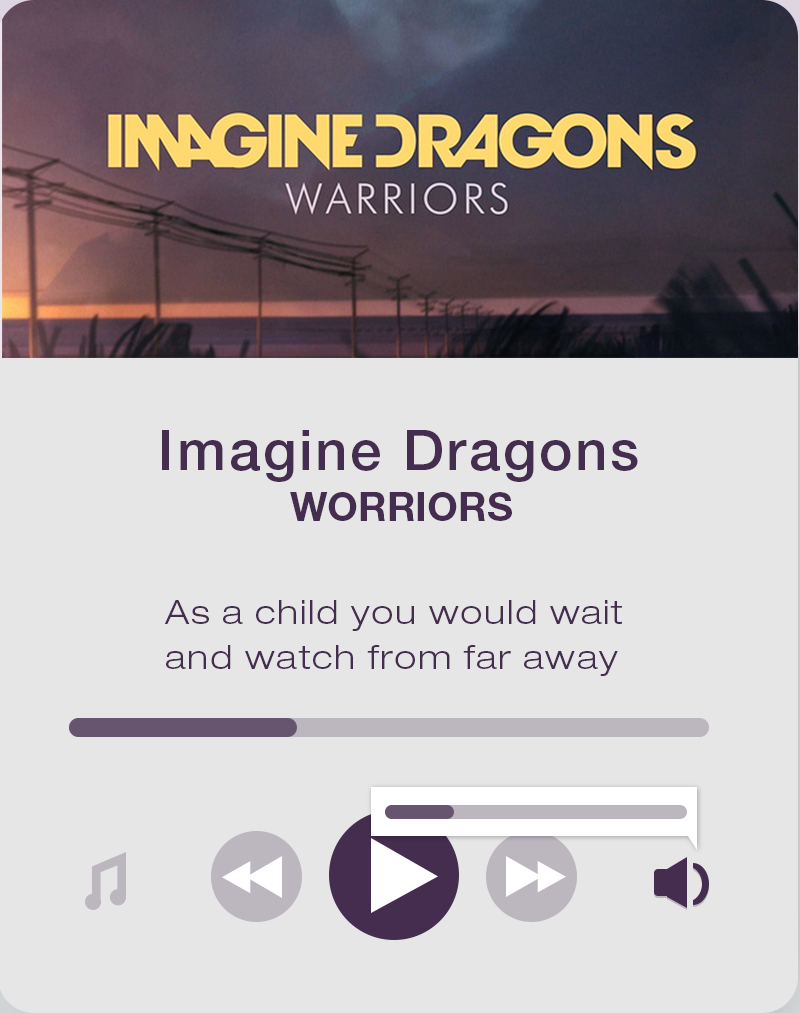 IMAGINE DRAGONS
WARRIORS
Imagine Dragons
WORRIORS
As a child you would wait
and watch from far away